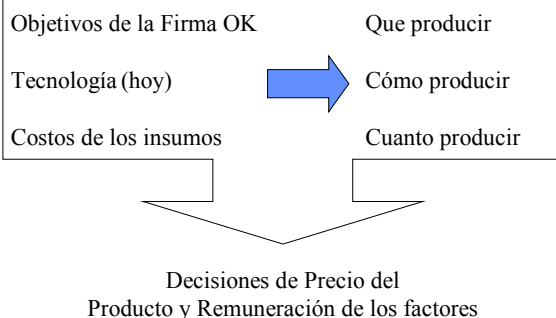 Objetivos de la Firma OK
Que producir
Tecnología (hoy)
Cómo producir
Costos de los insumos
Cuanto producir
Decisiones de Precio del
Producto y Remuneración de los factores